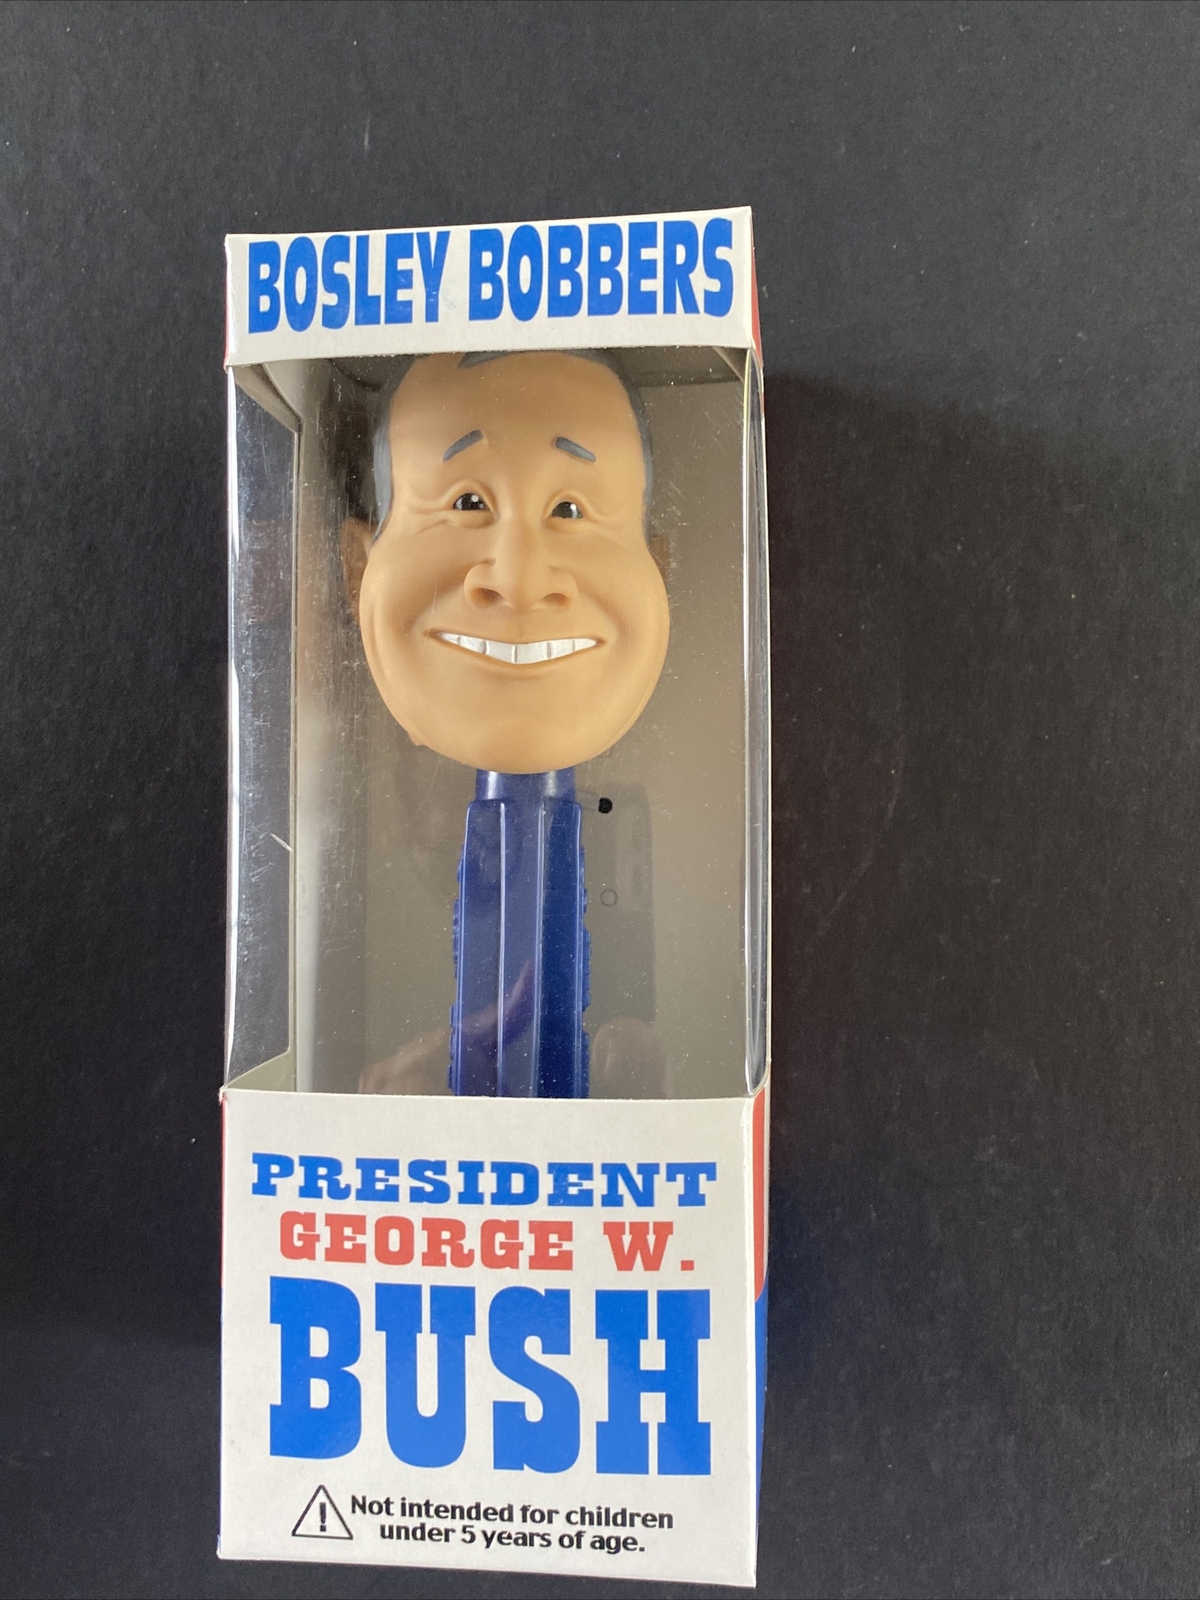 BOSLEY BOBBERS
PRESIDENT
GEORGE W.
BUSH
Not intended for children
under 5 years of age.